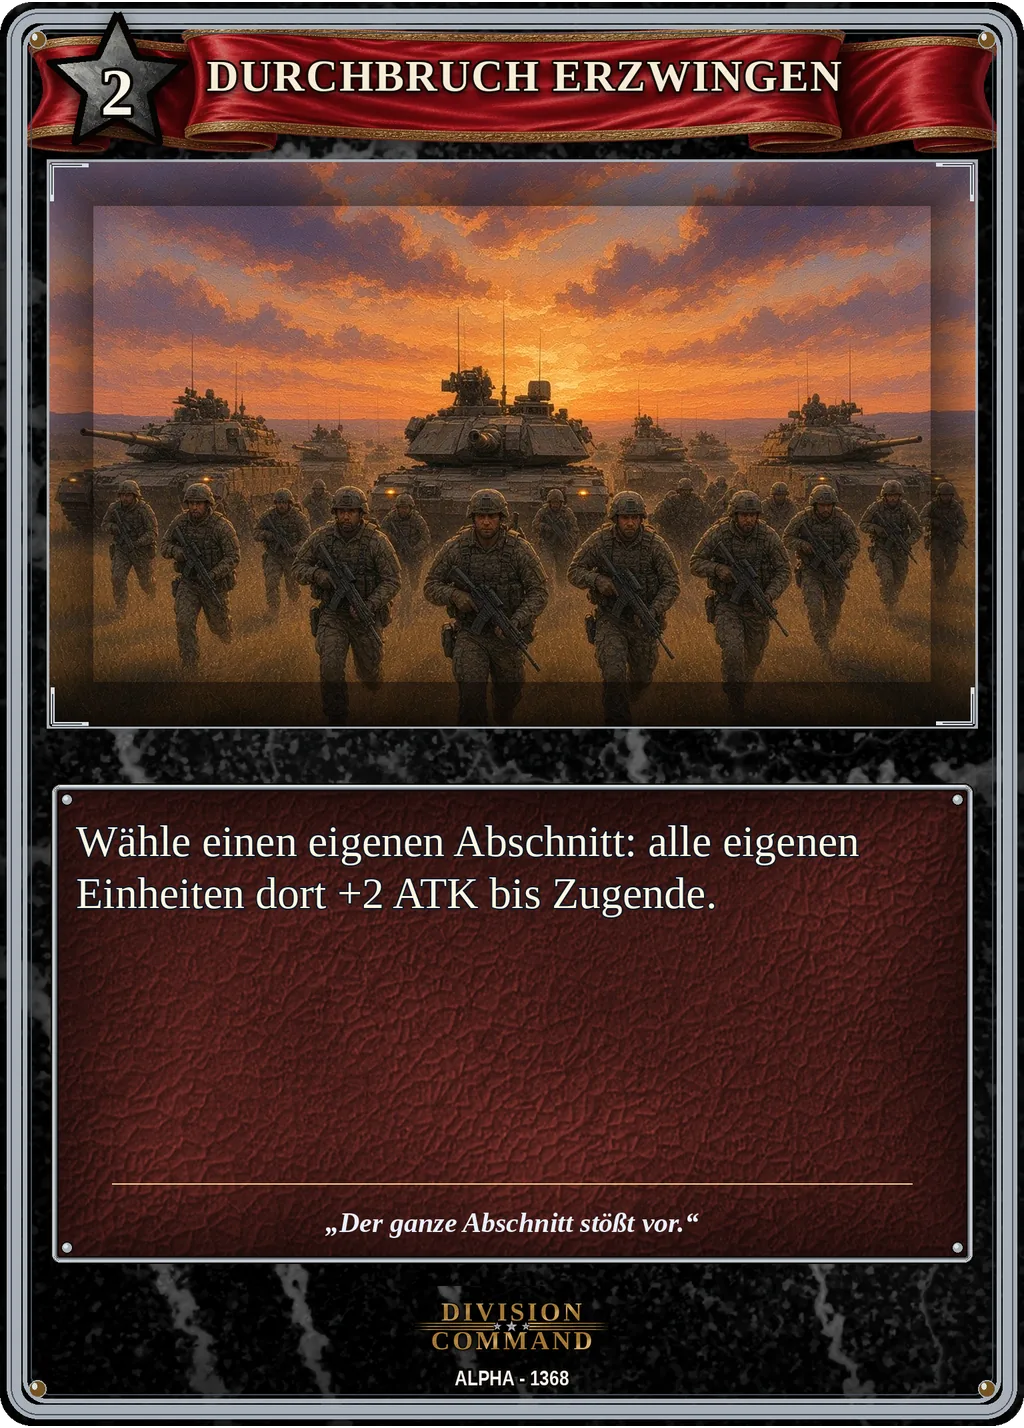 2
DURCHBRUCH ERZWINGEN
Wähle einen eigenen Abschnitt: alle eigenen
Einheiten dort +2 ATK bis Zugende.
„Der ganze Abschnitt stößt vor.“
DIVISION
COMMAND
ALPHA - 1368